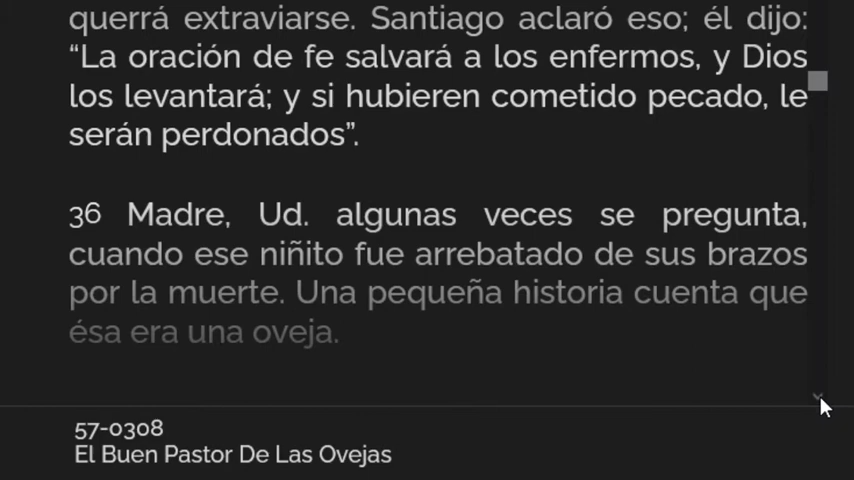 querrá extraviarse. Santiago aclaró eso; él dijo:
“La oración de fe salvará a los enfermos, y Dios
los levantará; y si hubieren cometido pecado, le
serán perdonados”.
36 Madre, Ud. algunas veces se pregunta,
cuando ese niñito fue arrebatado de sus brazos
por la muerte. Una pequeña historia cuenta que
ésa era una oveja.
57-0308
El Buen Pastor De Las Ovejas